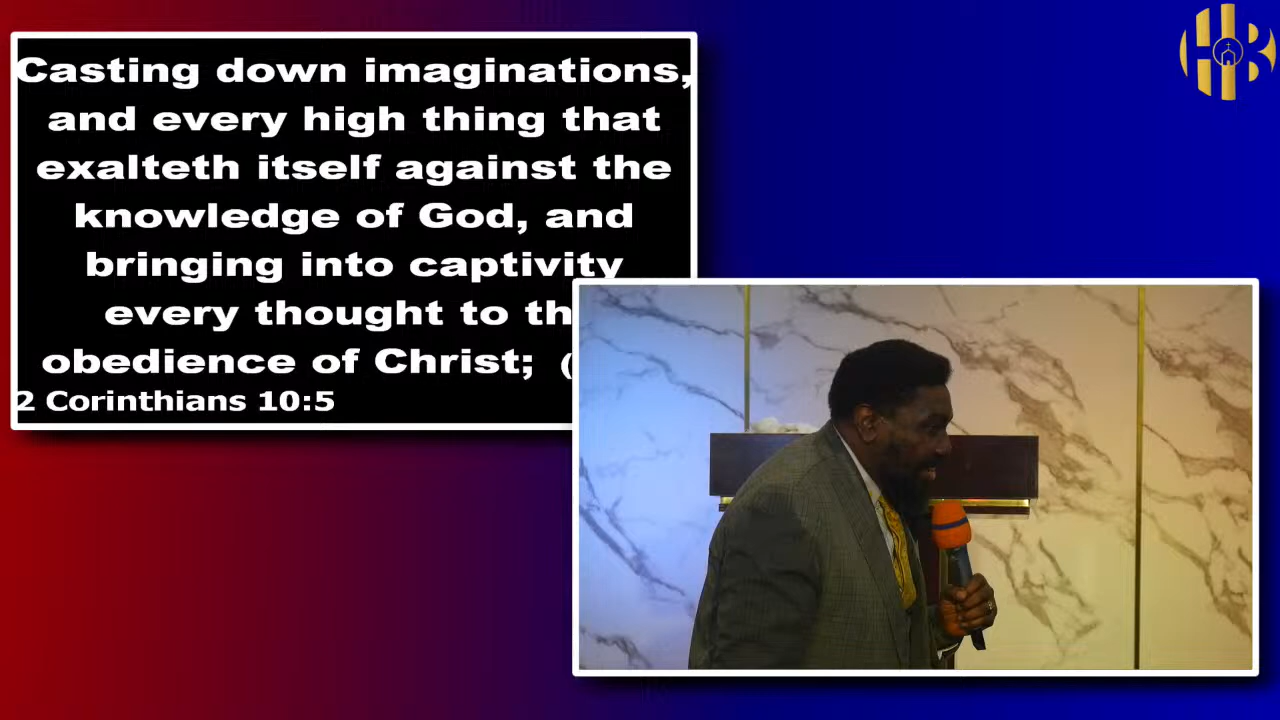 Casting down imaginations,
and every high thing that
exalteth itself against the
knowledge of God, and
bringing into captivity
every thought to th
obedience of Christ; (
2 Corinthians 10:5
HB